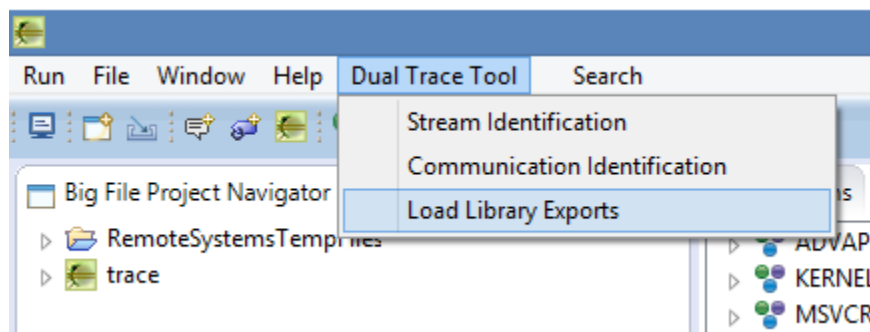 Run File Window Help Dual Trace Tool Search
Stream Identification
Communication Identification
Load Library Exports
Big File Project Navigator
RemoteSystemsTempFiles
trace
ADVAP
KERNEL
MSVCR